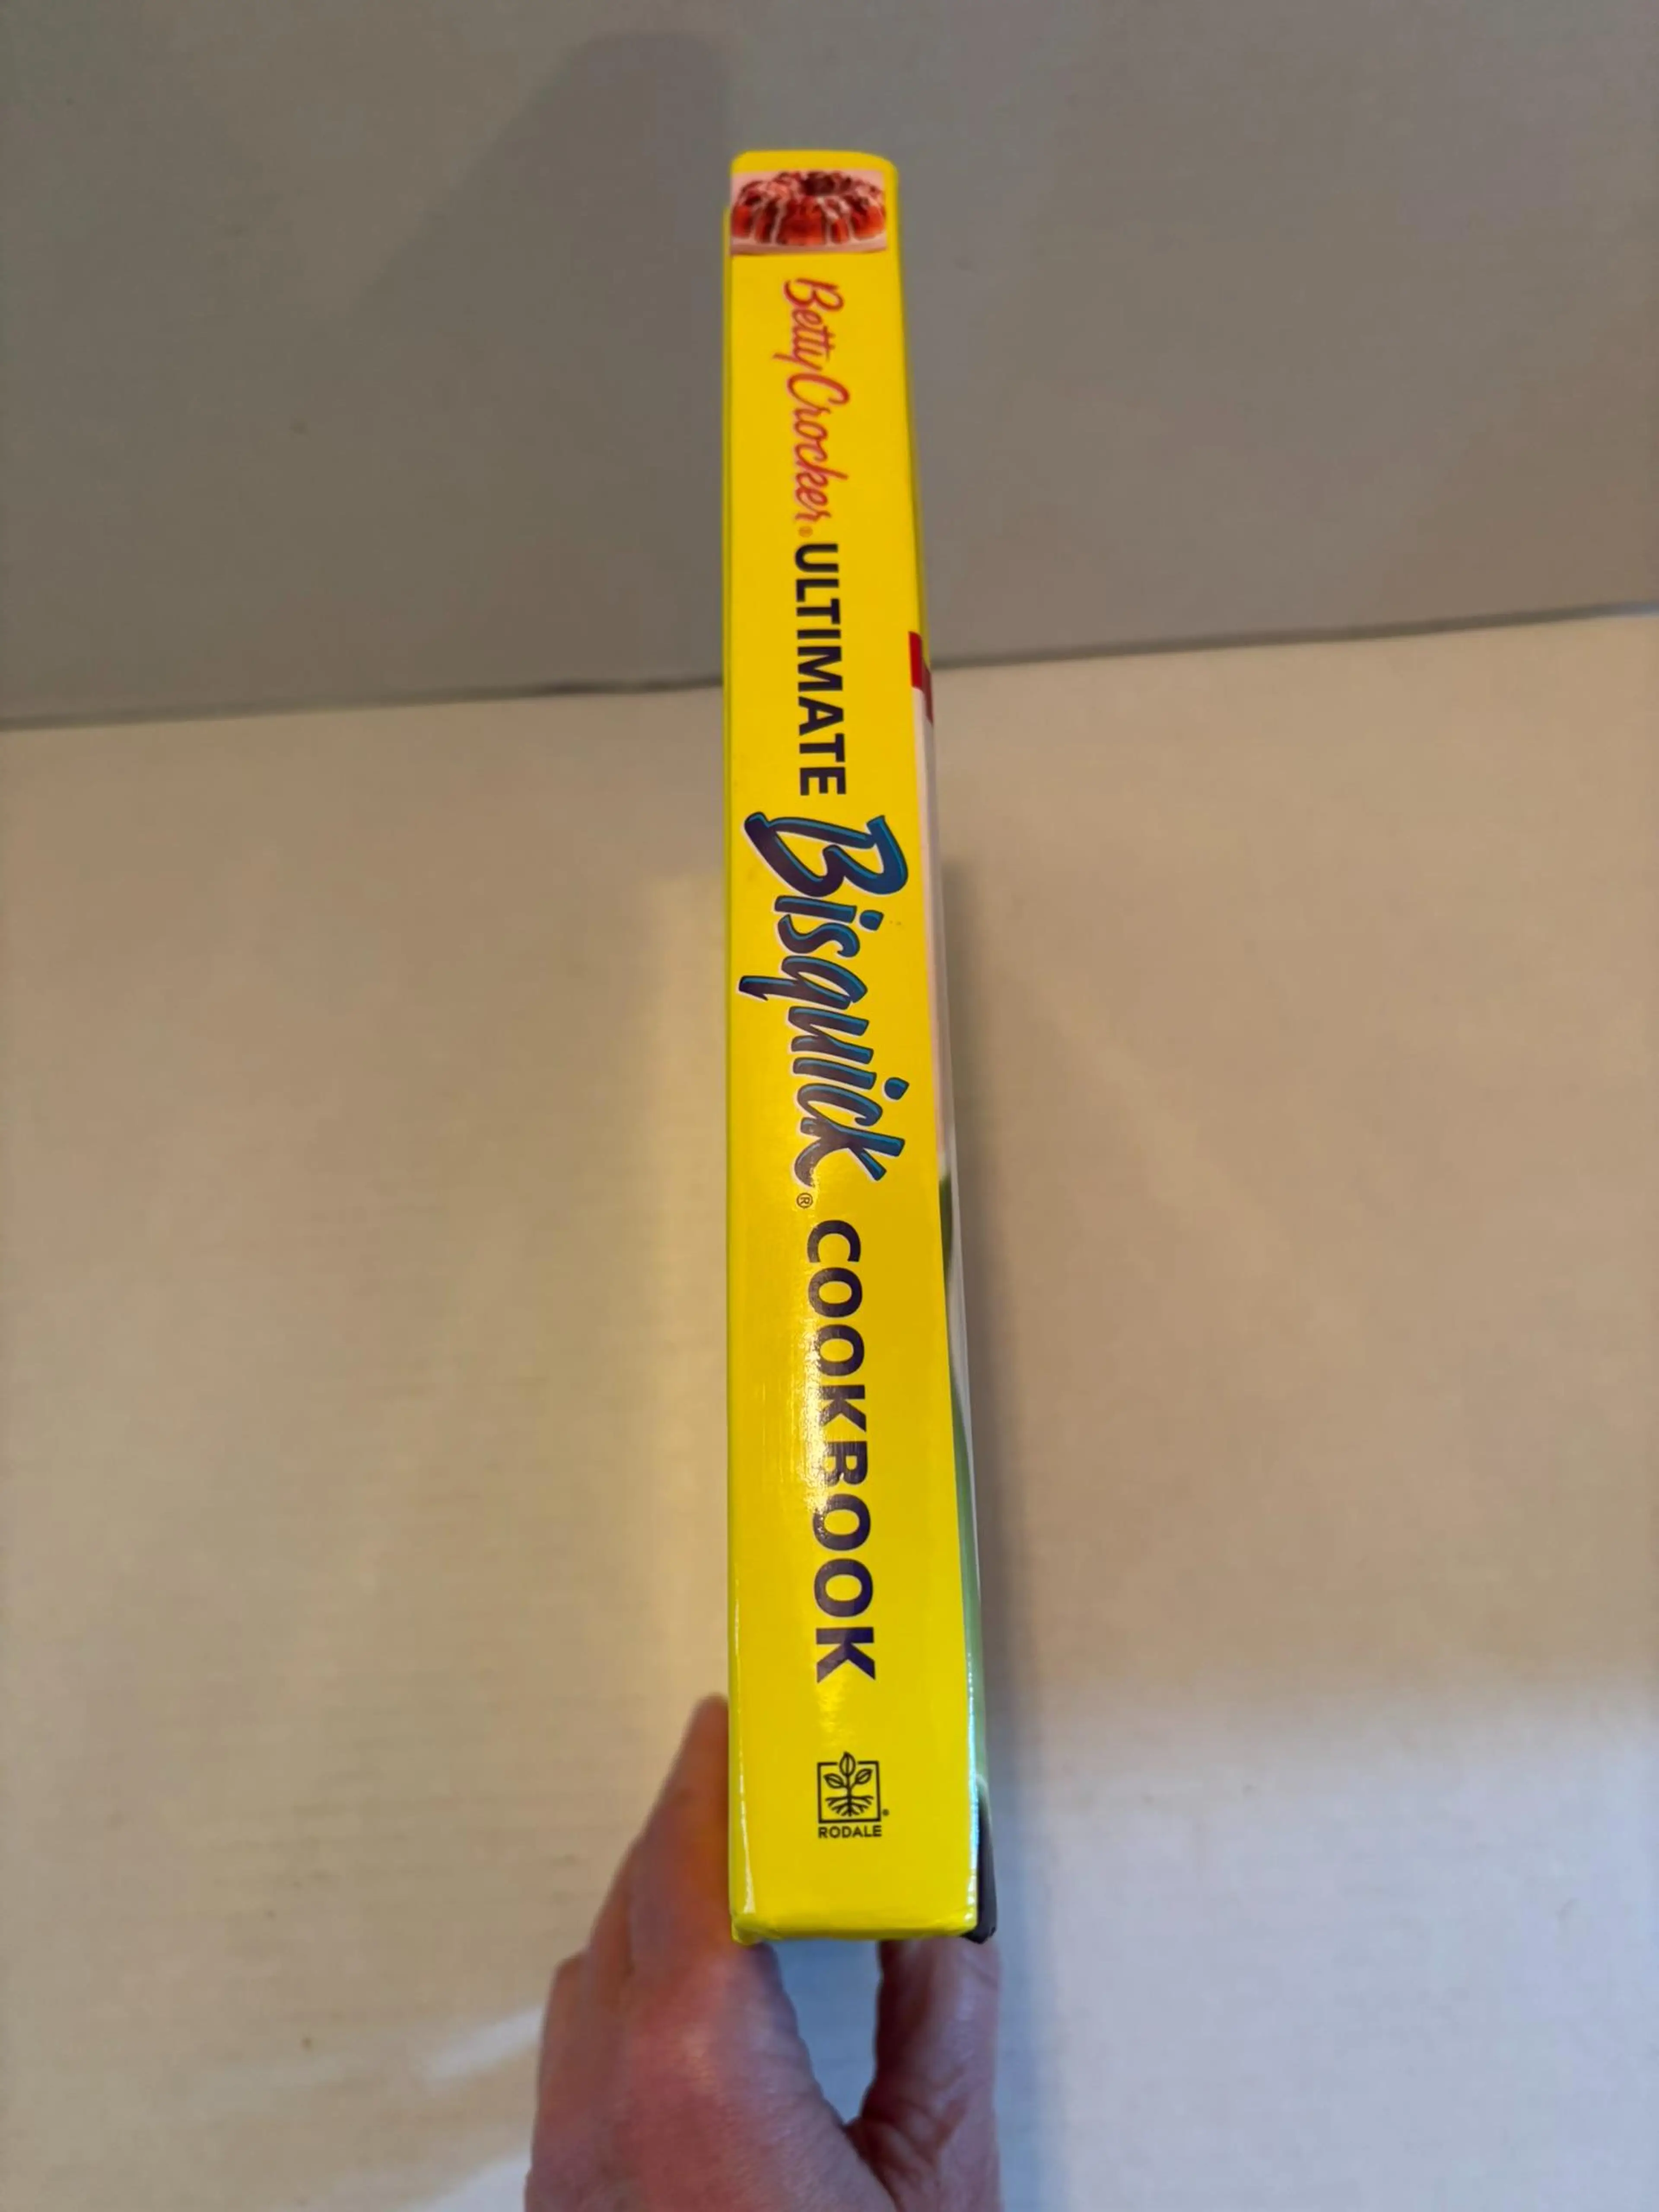 Betty Crocker® ULTIMATE Bisquick® COOKBOOK
RODALE